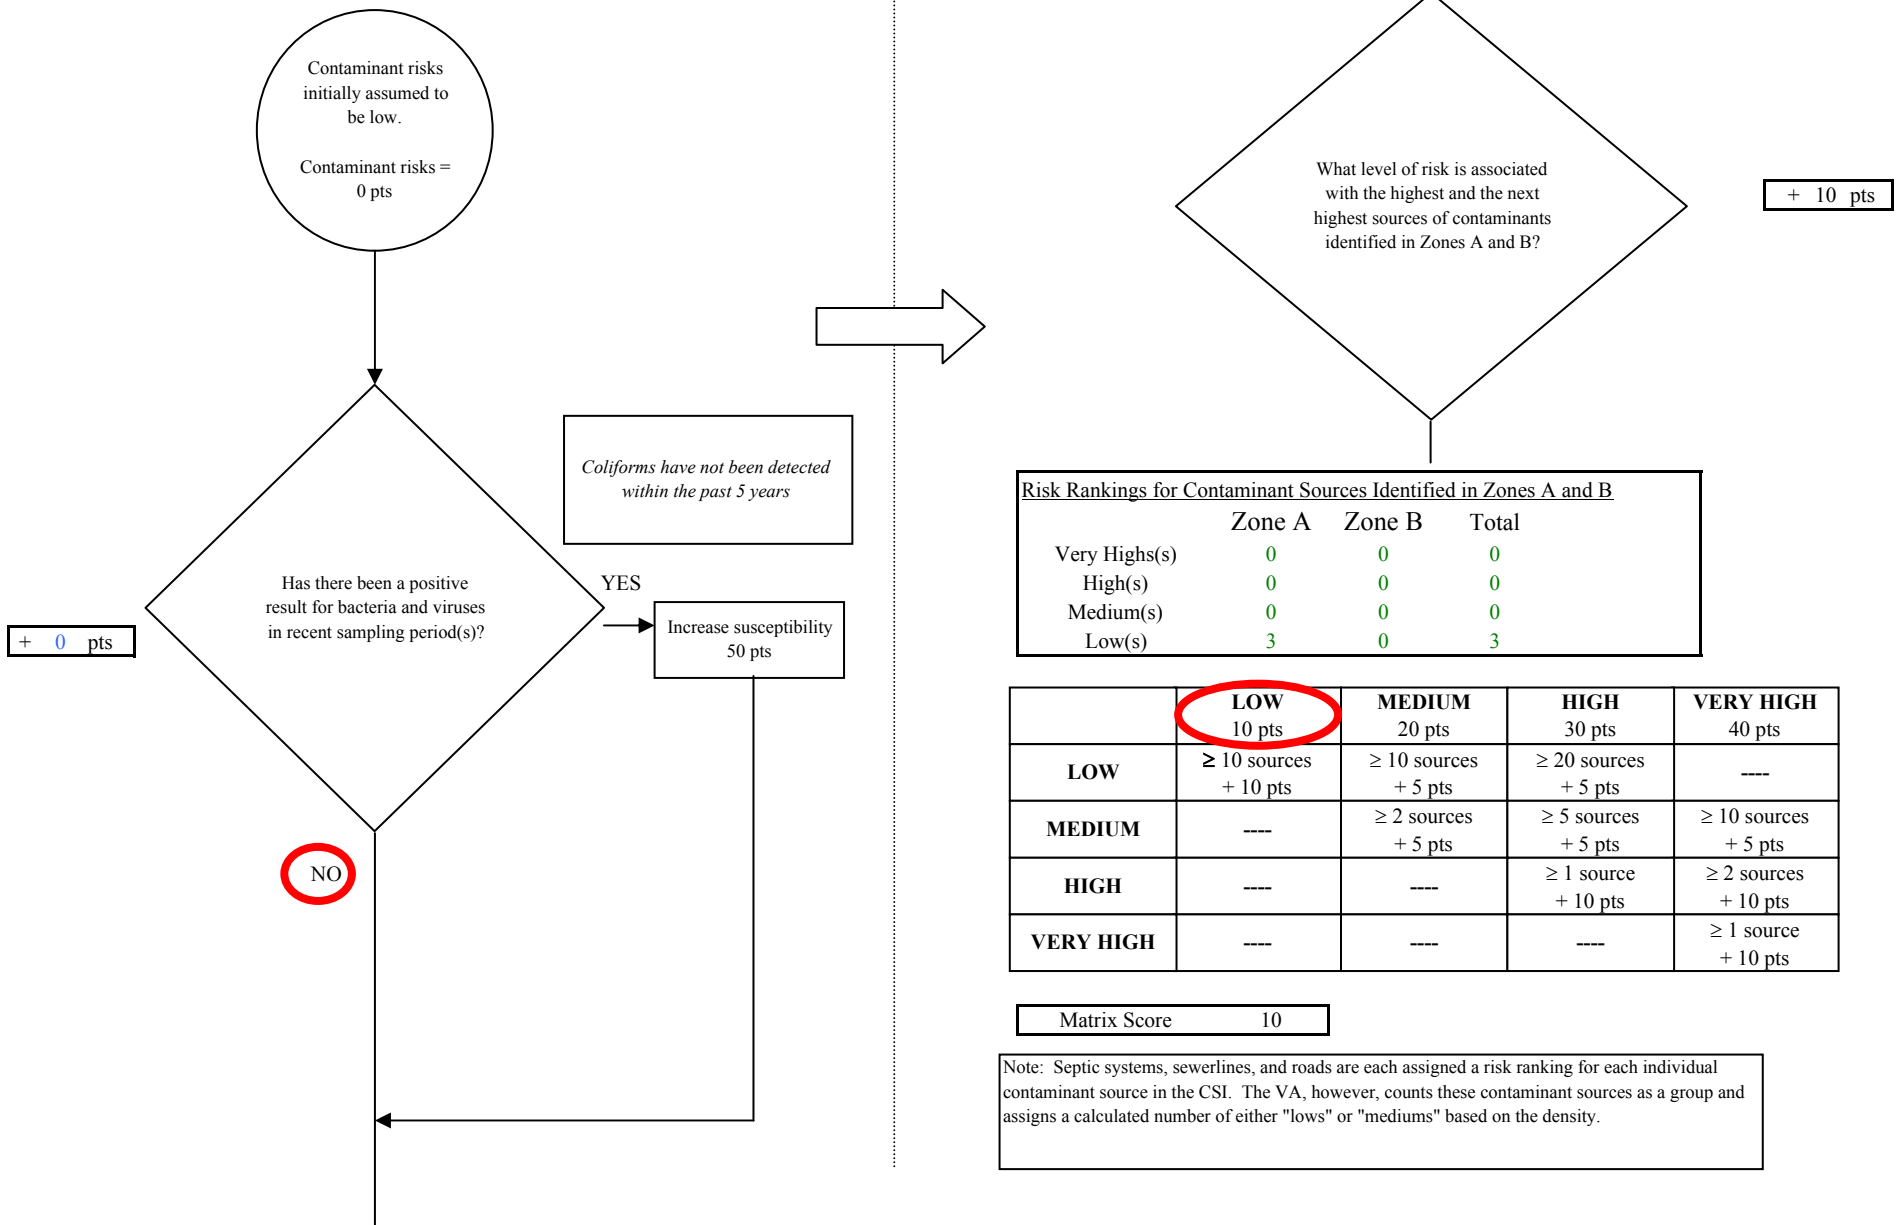 Contaminant risks
initially assumed to
be low.
Contaminant risks =
0 pts
Coliforms have not been detected
within the past 5 years
Has there been a positive
result for bacteria and viruses
in recent sampling period(s)?
YES
+ 0 pts
Increase susceptibility
50 pts
NO
What level of risk is associated
with the highest and the next
highest sources of contaminants
identified in Zones A and B?
+ 10 pts
Risk Rankings for Contaminant Sources Identified in Zones A and B
Zone A Zone B Total
Very Highs(s) 0 0 0
High(s) 0 0 0
Medium(s) 0 0 0
Low(s) 3 0 3
LOW MEDIUM HIGH VERY HIGH
10 pts 20 pts 30 pts 40 pts
LOW ≥ 10 sources ≥ 10 sources ≥ 20 sources ----
+ 10 pts + 5 pts + 5 pts
MEDIUM ---- ≥ 2 sources ≥ 5 sources ≥ 10 sources
+ 5 pts + 5 pts + 5 pts
HIGH ---- ---- ≥ 1 source ≥ 2 sources
+ 10 pts + 10 pts
VERY HIGH ---- ---- ---- ≥ 1 source
+ 10 pts
Matrix Score 10
Note: Septic systems, sewerlines, and roads are each assigned a risk ranking for each individual
contaminant source in the CSI. The VA, however, counts these contaminant sources as a group and
assigns a calculated number of either "lows" or "mediums" based on the density.